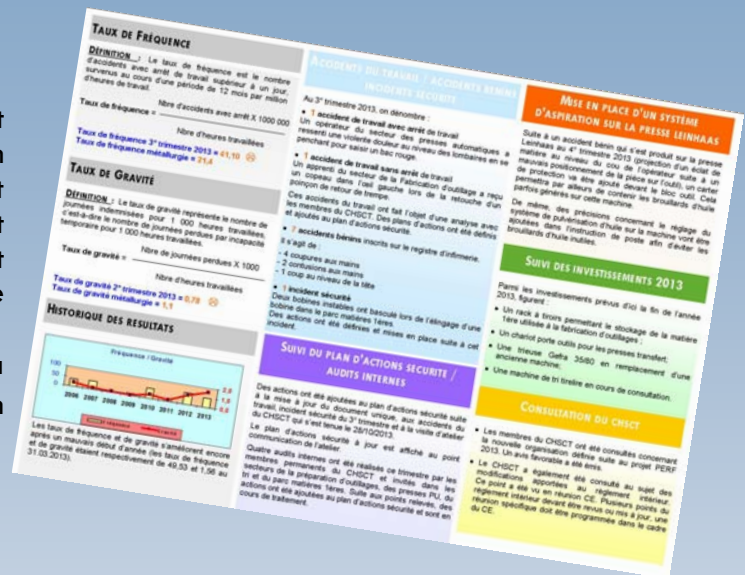 TAUX DE FRÉQUENCE
DÉFINITION : Le taux de fréquence est le nombre
d'accidents avec arrêt de travail supérieur à un jour,
survenus au cours d'une période de 12 mois par million
d'heures de travail.
Taux de fréquence =
Nbre d'accidents avec arrêt X 1000 000
Nbre d'heures travaillées
Taux de fréquence 3° trimestre 2013 = 41,10
Taux de fréquence métallurgie = 21,4
TAUX DE GRAVITÉ
DÉFINITION : Le taux de gravité représente le nombre de
journées indemnisées pour 1 000 heures travaillées,
c'est-à-dire le nombre de journées perdues par incapacité
temporaire pour 1 000 heures travaillées.
Taux de gravité =
Nbre de journées perdues X 1000
Nbre d'heures travaillées
Taux de gravité 2° trimestre 2013 = 0,78
Taux de gravité métallurgie = 1,1
HISTORIQUE DES RESULTATS
Fréquence / Gravité
100
50
0
2,0
1,0
0,0
2006 2007 2008 2009 2010 2011 2012 2013
Les taux de fréquence et de gravité s'améliorent encore
après un mauvais début d'année (les taux de fréquence
et de gravité étaient respectivement de 49,53 et 1,56 au
31.03.2013).
ACCIDENTS DU TRAVAIL / ACCIDENTS BENINS
INCIDENTS SECURITE
Au 3° trimestre 2013, on dénombre :
• 1 accident de travail avec arrêt de travail
Un opérateur du secteur des presses automatiques a
ressenti une violente douleur au niveau des lombaires en se
penchant pour saisir un bac rouge.
• 1 accident de travail sans arrêt de travail
Un apprenti du secteur de la Fabrication d'outillage a reçu
un copeau dans l'œil gauche lors de la retouche d'un
poinçon de retour de trempe.
Ces accidents du travail ont fait l'objet d'une analyse avec
les membres du CHSCT. Des plans d'actions ont été définis
et ajoutés au plan d'actions sécurité.
• 7 accidents bénins inscrits sur le registre d'infirmerie.
Il s'agit de :
- 4 coupures aux mains
- 2 contusions aux mains
- 1 coup au niveau de la tête
• 1 incident sécurité
Deux bobines instables ont basculé lors de l'élingage d'une
bobine dans le parc matières 1ères.
Des actions ont été définies et mises en place suite à cet
incident.
SUIVI DU PLAN D'ACTIONS SECURITE /
AUDITS INTERNES
Des actions ont été ajoutées au plan d'actions sécurité suite
à la mise à jour du document unique, aux accidents du
travail, incident sécurité du 3° trimestre et à la visite d'atelier
du CHSCT qui s'est tenue le 28/10/2013.
Le plan d'actions sécurité à jour est affiché au point
communication de l'atelier.
Quatre audits internes ont été réalisés ce trimestre par les
membres permanents du CHSCT et invités dans les
secteurs de la préparation d'outillages, des presses PU, du
tri et du parc matières 1ères. Suite aux points relevés, des
actions ont été ajoutées au plan d'actions sécurité et sont en
cours de traitement.
MISE EN PLACE D'UN SYSTÈME
D'ASPIRATION SUR LA PRESSE LEINHAAS
Suite à un accident bénin qui s'est produit sur la presse
Leinhaas au 4° trimestre 2012 (projection d'un éclat de
matière au niveau du cou de l'opérateur suite à un
mauvais positionnement de la pièce sur l'outil), un carter
de protection va être ajouté devant le bloc outil. Cela
permettra par ailleurs de contenir les brouillards d'huile
parfois générés sur cette machine.
De même, des précisions concernant le réglage du
système de pulvérisation d'huile sur la machine vont être
ajoutées dans l'instruction de poste afin d'éviter les
brouillards d'huile inutiles.
SUIVI DES INVESTISSEMENTS 2013
Parmi les investissements prévus d'ici la fin de l'année
2013, figurent :
• Un rack à tiroirs permettant le stockage de la matière
1ère utilisée à la fabrication d'outillages ;
• Un chariot porte outils pour les presses transfert;
• Une trieuse Gefra 35/80 en remplacement d'une
ancienne machine;
• Une machine de tri tirelire en cours de consultation.
CONSULTATION DU CHSCT
• Les membres du CHSCT ont été consultés concernant
la nouvelle organisation définie suite au projet PERF
2013. Un avis favorable a été émis.
• Le CHSCT a également été consulté au sujet des
modifications apportées au règlement intérieur.
Ce point a été vu en réunion CE. Plusieurs points du
règlement intérieur devant être revus ou mis à jour, une
réunion spécifique doit être programmée dans le cadre
du CE.